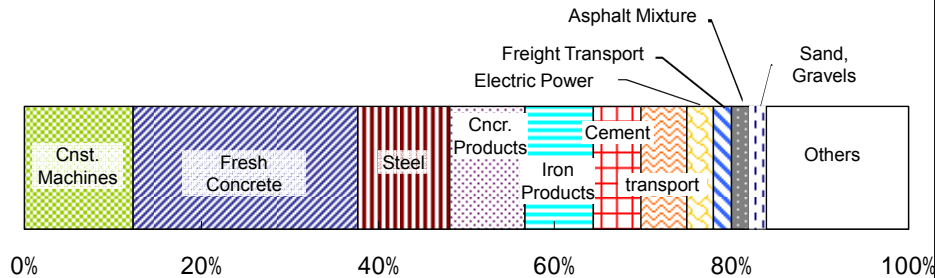 Asphalt Mixture
Freight Transport
Sand,
Gravels
Electric Power
Cnst.
Machines
Fresh
Concrete
Steel
Cncr.
Products
Iron
Products
Cement
transport
Others
0%
20%
40%
60%
80%
100%